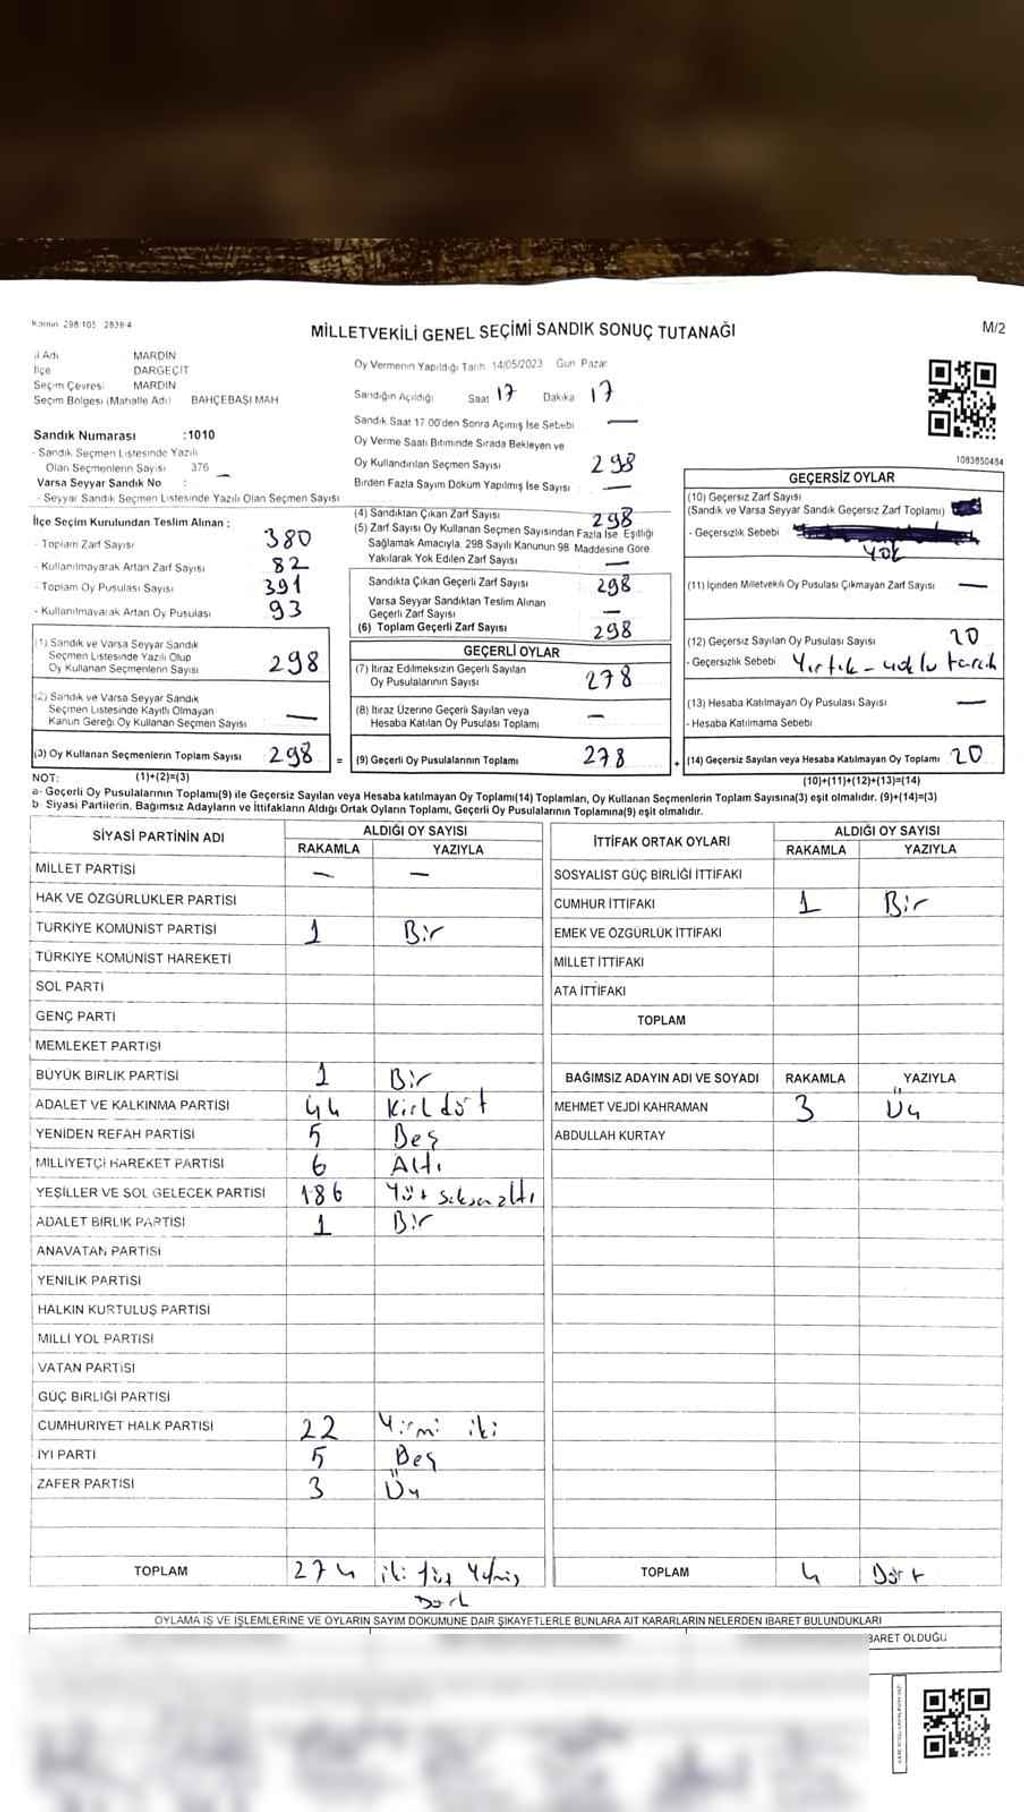 Kanun 298/105 2839/4
MİLLETVEKİLİ GENEL SEÇİMİ SANDIK SONUÇ TUTANAĞI
M/2
İl Adı MARDİN
İlçe DARGEÇİT
Seçim Çevresi MARDİN
Seçim Bölgesi (Mahalle Adı) BAHÇEBAŞI MAH
Sandık Numarası :1010
- Sandık Seçmen Listesinde Yazılı
Olan Seçmenlerin Sayısı 376
Varsa Seyyar Sandık No : —
- Seyyar Sandık Seçmen Listesinde Yazılı Olan Seçmen Sayısı
İlçe Seçim Kurulundan Teslim Alınan :
- Toplam Zarf Sayısı 380
- Kullanılmayarak Artan Zarf Sayısı 82
- Toplam Oy Pusulası Sayısı 391
- Kullanılmayarak Artan Oy Pusulası 93
(1) Sandık ve Varsa Seyyar Sandık
Seçmen Listesinde Yazılı Olup
Oy Kullanan Seçmenlerin Sayısı 298
(2) Sandık ve Varsa Seyyar Sandık
Seçmen Listesinde Kayıtlı Olmayan
Kanun Gereği Oy Kullanan Seçmen Sayısı —
(3) Oy Kullanan Seçmenlerin Toplam Sayısı 298 =
Oy Vermenin Yapıldığı Tarih 14/05/2023 Gün Pazar
Sandığın Açıldığı Saat 17 Dakika 17
Sandık Saat 17.00'den Sonra Açımış İse Sebebi —
Oy Verme Saati Bitiminde Sırada Bekleyen ve
Oy Kullandırılan Seçmen Sayısı 298
Birden Fazla Sayım Döküm Yapılmış İse Sayısı —
(4) Sandıktan Çıkan Zarf Sayısı 298
(5) Zarf Sayısı Oy Kullanan Seçmen Sayısından Fazla İse, Eşitliği
Sağlamak Amacıyla, 298 Sayılı Kanunun 98. Maddesine Göre
Yakılarak Yok Edilen Zarf Sayısı —
Sandıkta Çıkan Geçerli Zarf Sayısı 298
Varsa Seyyar Sandıktan Teslim Alınan
Geçerli Zarf Sayısı —
(6) Toplam Geçerli Zarf Sayısı 298
GEÇERLİ OYLAR
(7) İtiraz Edilmeksizin Geçerli Sayılan
Oy Pusulalarının Sayısı 278
(8) İtiraz Üzerine Geçerli Sayılan veya
Hesaba Katılan Oy Pusulası Toplamı —
(9) Geçerli Oy Pusulalarının Toplamı 278 +
1083850484
GEÇERSİZ OYLAR
(10) Geçersiz Zarf Sayısı
(Sandık ve Varsa Seyyar Sandık Geçersiz Zarf Toplamı)
- Geçersizlik Sebebi
Yok
(11) İçinden Milletvekili Oy Pusulası Çıkmayan Zarf Sayısı —
(12) Geçersiz Sayılan Oy Pusulası Sayısı 20
- Geçersizlik Sebebi Yırtık -
(13) Hesaba Katılmayan Oy Pusulası Sayısı —
- Hesaba Katılmama Sebebi
(14) Geçersiz Sayılan veya Hesaba Katılmayan Oy Toplamı 20
NOT: (1)+(2)=(3) (10)+(11)+(12)+(13)=(14)
a- Geçerli Oy Pusulalarının Toplamı(9) ile Geçersiz Sayılan veya Hesaba katılmayan Oy Toplamı(14) Toplamları, Oy Kullanan Seçmenlerin Toplam Sayısına(3) eşit olmalıdır. (9)+(14)=(3)
b Siyasi Partilerin, Bağımsız Adayların ve İttifakların Aldığı Ortak Oyların Toplamı, Geçerli Oy Pusulalarının Toplamına(9) eşit olmalıdır.
SİYASİ PARTİNİN ADI ALDIĞI OY SAYISI
RAKAMLA YAZIYLA
MİLLET PARTİSİ — —
HAK VE ÖZGÜRLÜKLER PARTİSİ
TÜRKİYE KOMÜNİST PARTİSİ 1 Bir
TÜRKİYE KOMÜNİST HAREKETİ
SOL PARTİ
GENÇ PARTİ
MEMLEKET PARTİSİ
BÜYÜK BİRLİK PARTİSİ 1 Bir
ADALET VE KALKINMA PARTİSİ 44 Kırkdört
YENİDEN REFAH PARTİSİ 5 Beş
MİLLİYETÇİ HAREKET PARTİSİ 6 Altı
YEŞİLLER VE SOL GELECEK PARTİSİ 186 Yüz seksenaltı
ADALET BİRLİK PARTİSİ 1 Bir
ANAVATAN PARTİSİ
YENİLİK PARTİSİ
HALKIN KURTULUŞ PARTİSİ
MİLLİ YOL PARTİSİ
VATAN PARTİSİ
GÜÇ BİRLİĞİ PARTİSİ
CUMHURİYET HALK PARTİSİ 22 Yirmi iki
İYİ PARTİ 5 Beş
ZAFER PARTİSİ 3 Üç
TOPLAM 274 iki yüz Yetmiş
Dört
İTTİFAK ORTAK OYLARI ALDIĞI OY SAYISI
RAKAMLA YAZIYLA
SOSYALİST GÜÇ BİRLİĞİ İTTİFAKI
CUMHUR İTTİFAKI 1 Bir
EMEK VE ÖZGÜRLÜK İTTİFAKI
MİLLET İTTİFAKI
ATA İTTİFAKI
TOPLAM
BAĞIMSIZ ADAYIN ADI VE SOYADI RAKAMLA YAZIYLA
MEHMET VEJDİ KAHRAMAN 3 Üç
ABDULLAH KURTAY
TOPLAM 4 Dört
OYLAMA İŞ VE İŞLEMLERİNE VE OYLARIN SAYIM DÖKÜMÜNE DAİR ŞİKAYETLERLE BUNLARA AİT KARARLARIN NELERDEN İBARET BULUNDUKLARI
BARET OLDUĞU